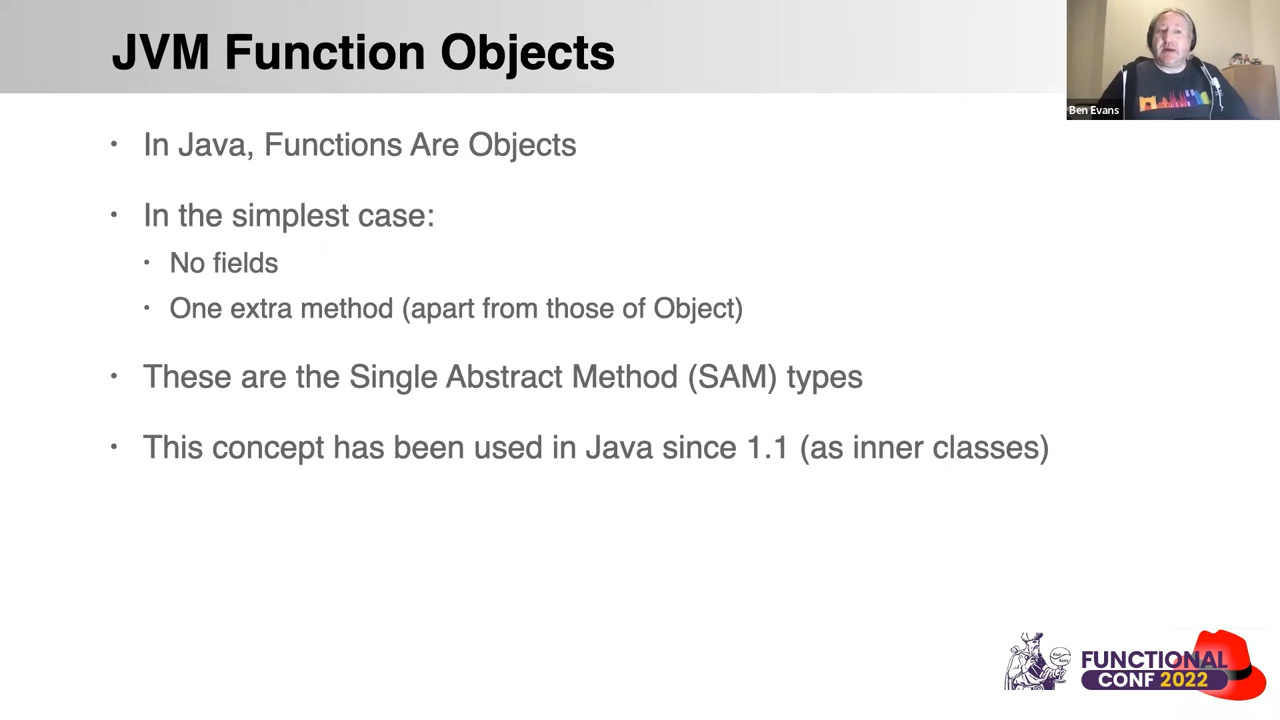 JVM Function Objects
Ben Evans
• In Java, Functions Are Objects
• In the simplest case:
• No fields
• One extra method (apart from those of Object)
• These are the Single Abstract Method (SAM) types
• This concept has been used in Java since 1.1 (as inner classes)
FUNCTIONAL
CONF 2022